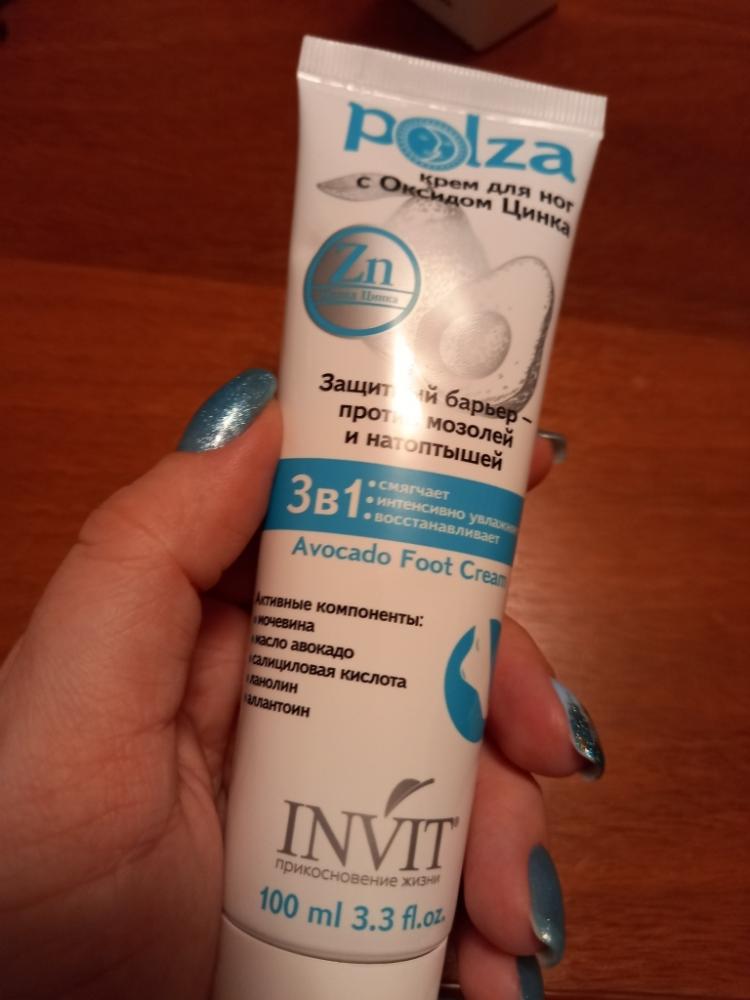 polza
крем для ног
с Оксидом Цинка
Zn
Цинка
Защитный барьер –
против мозолей
и натоптышей
3в1
• смягчает
• интенсивно
• восстанавливает
Avocado Foot Cream
Активные компоненты:
• мочевина
• масло авокадо
• салициловая кислота
• ланолин
• аллантоин
INVIT®
прикосновение жизни
100 ml 3.3 fl.oz.